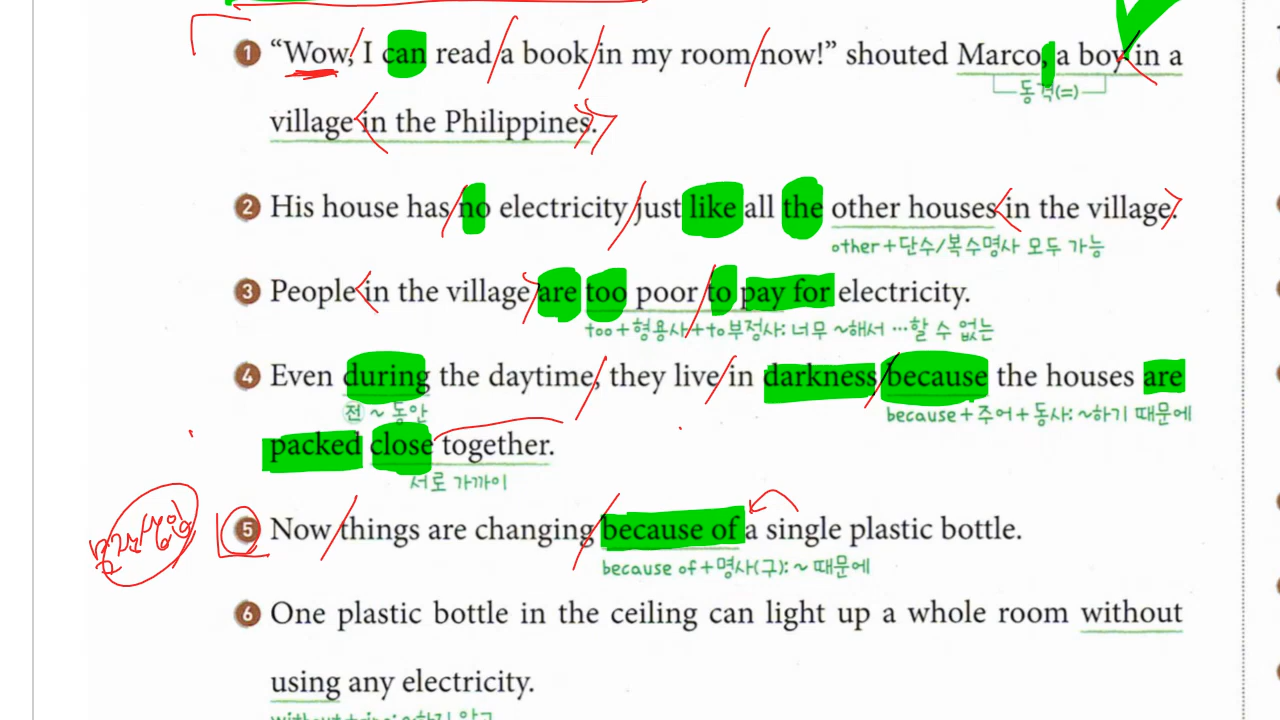 1 “Wow, I can read a book in my room now!” shouted Marco, a boy in a
동격(=)
village in the Philippines.
2 His house has no electricity just like all the other houses in the village.
other+단수/복수명사 모두 가능
3 People in the village are too poor to pay for electricity.
too+형용사+to부정사: 너무 ~해서 …할 수 없는
4 Even during the daytime, they live in darkness because the houses are
전 ~ 동안
because+주어+동사: ~하기 때문에
packed close together.
서로 가까이
5 Now things are changing because of a single plastic bottle.
because of+명사(구): ~ 때문에
6 One plastic bottle in the ceiling can light up a whole room without
using any electricity.